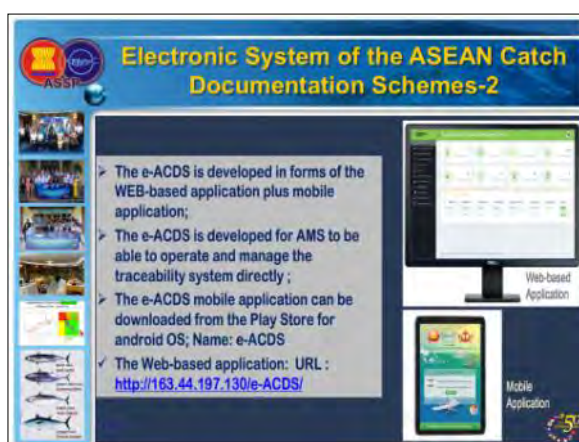 Electronic System of the ASEAN Catch
Documentation Schemes-2
ASSP
➤ The e-ACDS is developed in forms of the
WEB-based application plus mobile
application;
➤ The e-ACDS is developed for AMS to be
able to operate and manage the
traceability system directly ;
➤ The e-ACDS mobile application can be
downloaded from the Play Store for
android OS; Name: e-ACDS
✓ The Web-based application: URL :
http://163.44.197.130/e-ACDS/
Web-based
Application
Mobile
Application